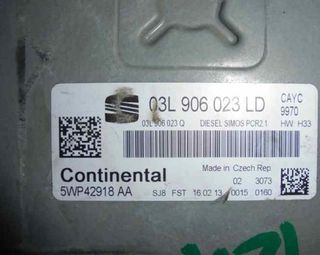 03L 906 023 LD CAYC
9970
03L 906 023 Q DIESEL SIMOS PCR2.1 HW H33
Made in Czech Rep.
Continental 02 3073
5WP42918 AA SJ8 FST 16.02.13 0015 0160